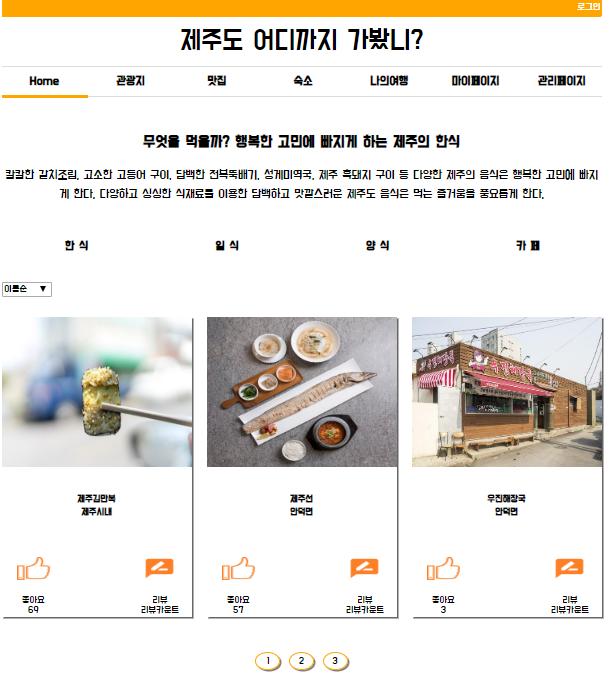 로그인
제주도 어디까지 가봤니?
Home 관광지 맛집 숙소 나의여행 마이페이지 관리페이지
무엇을 먹을까? 행복한 고민에 빠지게 하는 제주의 한식
칼칼한 갈치조림, 고소한 고등어 구이, 담백한 전복뚝배기, 성게미역국, 제주 흑돼지 구이 등 다양한 제주의 음식은 행복한 고민에 빠지
게 한다. 다양하고 싱싱한 식재료를 이용한 담백하고 맛깔스러운 제주도 음식은 먹는 즐거움을 풍요롭게 한다.
한 식 일 식 양 식 카 페
이름순 ▼
제주김만복 제주선 우진해장국
제주시내 안덕면 안덕면
좋아요 리뷰 좋아요 리뷰 좋아요 리뷰
69 리뷰카운트 57 리뷰카운트 3 리뷰카운트
1 2 3